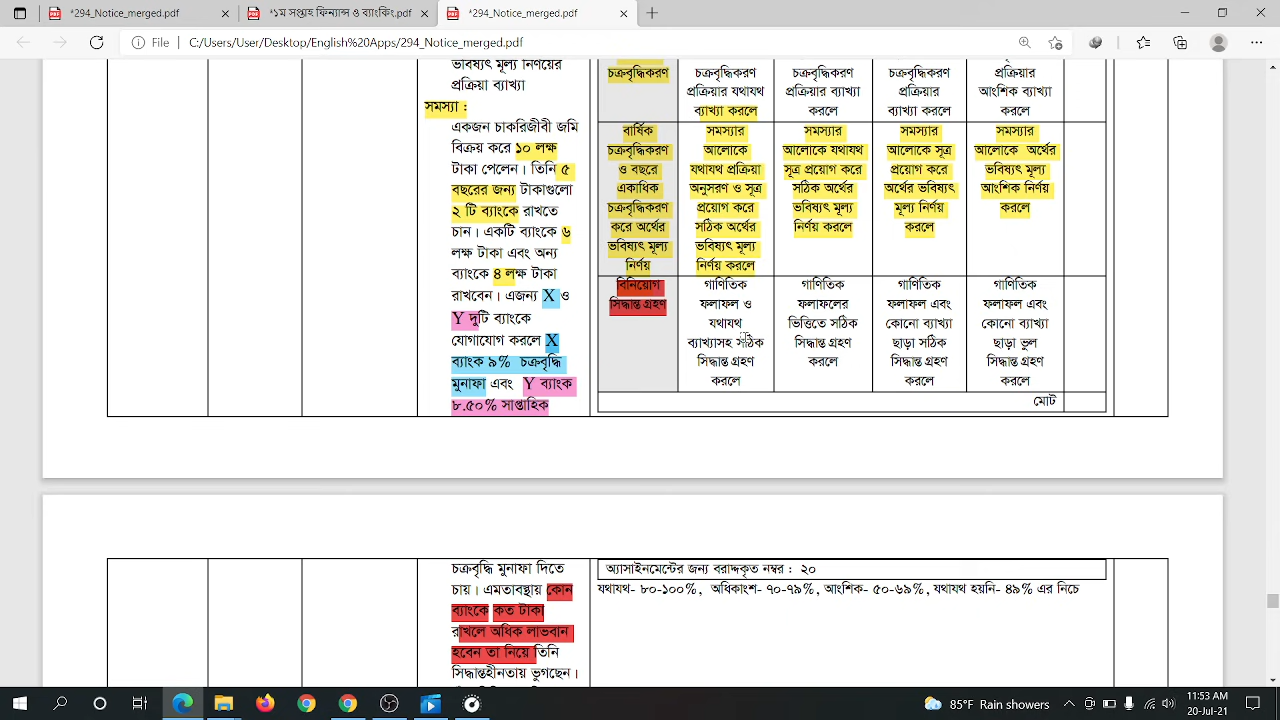 *294_Notice_merged.pdf
*১ম সপ্তাহ ফিন্যান্স ও ব্যাংকিং.pdf
*294_Notice_merged.pdf
File
C:/Users/User/Desktop/English%20Apps/294_Notice_merged.pdf
ভবিষ্যৎ মূল্য নির্ণয়ের
প্রক্রিয়া ব্যাখ্যা
সমস্যা :
একজন চাকরিজীবী জমি
বিক্রয় করে ১০ লক্ষ
টাকা পেলেন। তিনি ৫
বছরের জন্য টাকাগুলো
২ টি ব্যাংকে রাখতে
চান। একটি ব্যাংকে ৬
লক্ষ টাকা এবং অন্য
ব্যাংকে ৪ লক্ষ টাকা
রাখবেন। এজন্য X ও
Y দুটি ব্যাংকে
যোগাযোগ করলে X
ব্যাংক ৯% চক্রবৃদ্ধি
মুনাফা এবং Y ব্যাংক
৮.৫০% সাপ্তাহিক
চক্রবৃদ্ধিকরণ
চক্রবৃদ্ধিকরণ
প্রক্রিয়ার যথাযথ
ব্যাখ্যা করলে
চক্রবৃদ্ধিকরণ
প্রক্রিয়ার ব্যাখ্যা
করলে
চক্রবৃদ্ধিকরণ
প্রক্রিয়ার
ব্যাখ্যা করলে
প্রক্রিয়ার
আংশিক ব্যাখ্যা
করলে
বার্ষিক
চক্রবৃদ্ধিকরণ
ও বছরে
একাধিক
চক্রবৃদ্ধিকরণ
করে অর্থের
ভবিষ্যৎ মূল্য
নির্ণয়
সমস্যার
আলোকে
যথাযথ প্রক্রিয়া
অনুসরণ ও সূত্র
প্রয়োগ করে
সঠিক অর্থের
ভবিষ্যৎ মূল্য
নির্ণয় করলে
সমস্যার
আলোকে যথাযথ
সূত্র প্রয়োগ করে
সঠিক অর্থের
ভবিষ্যৎ মূল্য
নির্ণয় করলে
সমস্যার
আলোকে সূত্র
প্রয়োগ করে
অর্থের ভবিষ্যৎ
মূল্য নির্ণয়
করলে
সমস্যার
আলোকে অর্থের
ভবিষ্যৎ মূল্য
আংশিক নির্ণয়
করলে
বিনিয়োগ
সিদ্ধান্ত গ্রহণ
গাণিতিক
ফলাফল ও
যথাযথ
ব্যাখ্যাসহ সঠিক
সিদ্ধান্ত গ্রহণ
করলে
গাণিতিক
ফলাফলের
ভিত্তিতে সঠিক
সিদ্ধান্ত গ্রহণ
করলে
গাণিতিক
ফলাফল এবং
কোনো ব্যাখ্যা
ছাড়া সঠিক
সিদ্ধান্ত গ্রহণ
করলে
গাণিতিক
ফলাফল এবং
কোনো ব্যাখ্যা
ছাড়া ভুল
সিদ্ধান্ত গ্রহণ
করলে
মোট
চক্রবৃদ্ধি মুনাফা দিতে
চায়। এমতাবস্থায় কোন
ব্যাংকে কত টাকা
রাখলে অধিক লাভবান
হবেন তা নিয়ে তিনি
সিদ্ধান্তহীনতায় ভুগছেন।
অ্যাসাইনমেন্টের জন্য বরাদ্দকৃত নম্বর : ২০
যথাযথ- ৮০-১০০%, অধিকাংশ- ৭০-৭৯%, আংশিক- ৫০-৬৯%, যথাযথ হয়নি- ৪৯% এর নিচে
85°F Rain showers
11:53 AM
20-Jul-21